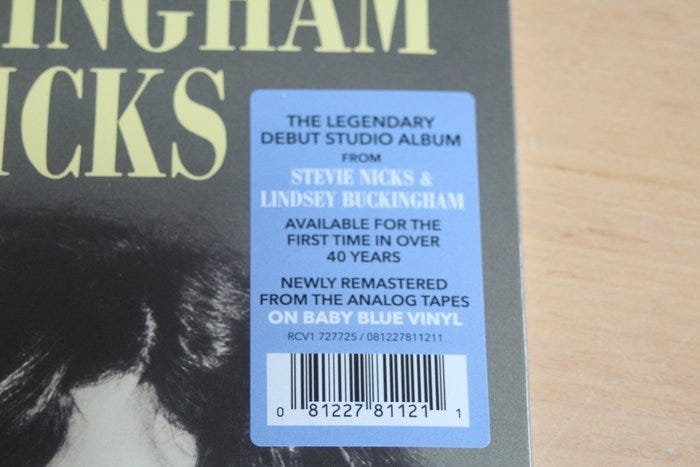 INGHAM
ICKS
THE LEGENDARY
DEBUT STUDIO ALBUM
FROM
STEVIE NICKS &
LINDSEY BUCKINGHAM
AVAILABLE FOR THE
FIRST TIME IN OVER
40 YEARS
NEWLY REMASTERED
FROM THE ANALOG TAPES
ON BABY BLUE VINYL
RCV1 727725 / 081227811211
0 81227 81121 1